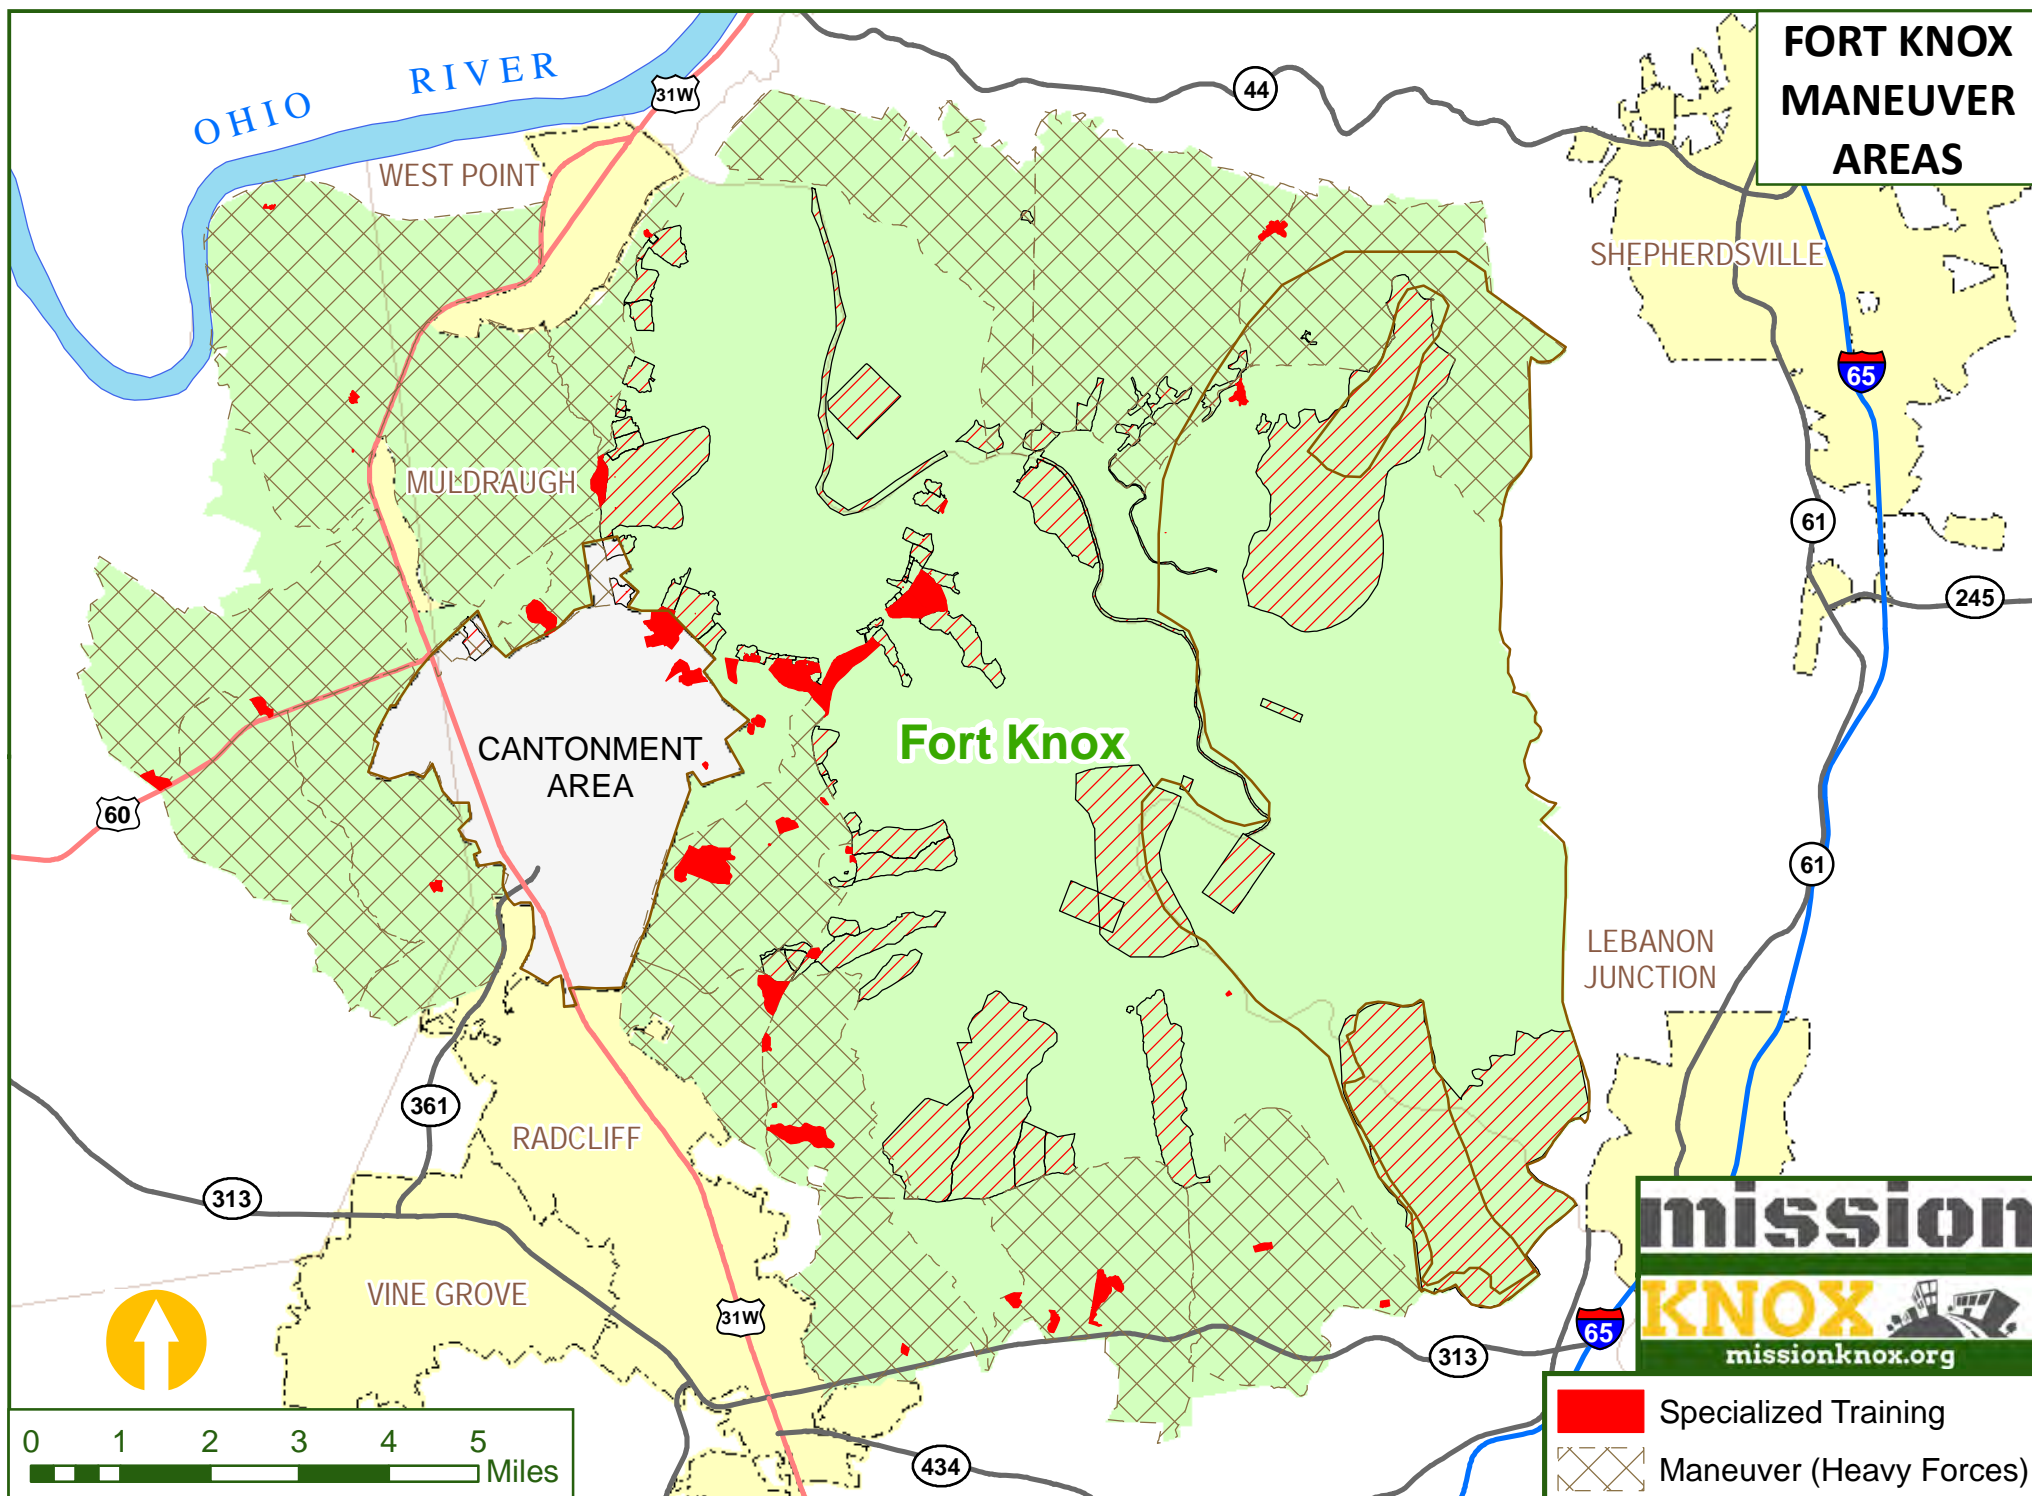 FORT KNOX
MANEUVER
AREAS
OHIO RIVER
31W
44
WEST POINT
SHEPHERDSVILLE
65
MULDRAUGH
61
245
Fort Knox
CANTONMENT
AREA
60
61
LEBANON
JUNCTION
361
RADCLIFF
313
VINE GROVE
31W
65
313
434
mission
KNOX
missionknox.org
Specialized Training
Maneuver (Heavy Forces)
0 1 2 3 4 5
Miles